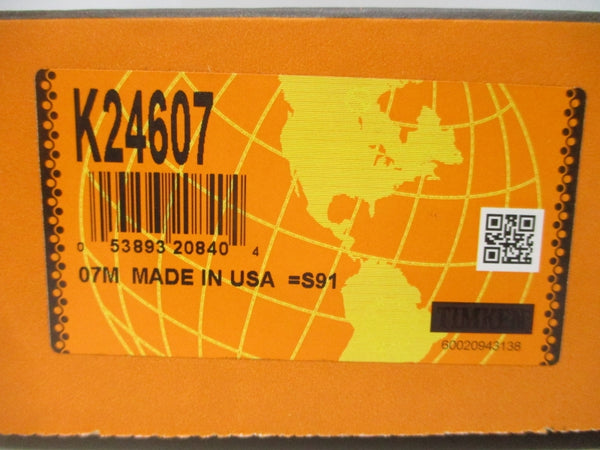 K24607
0 53893 20840 4
07M MADE IN USA =S91
TIMKEN
60020943138